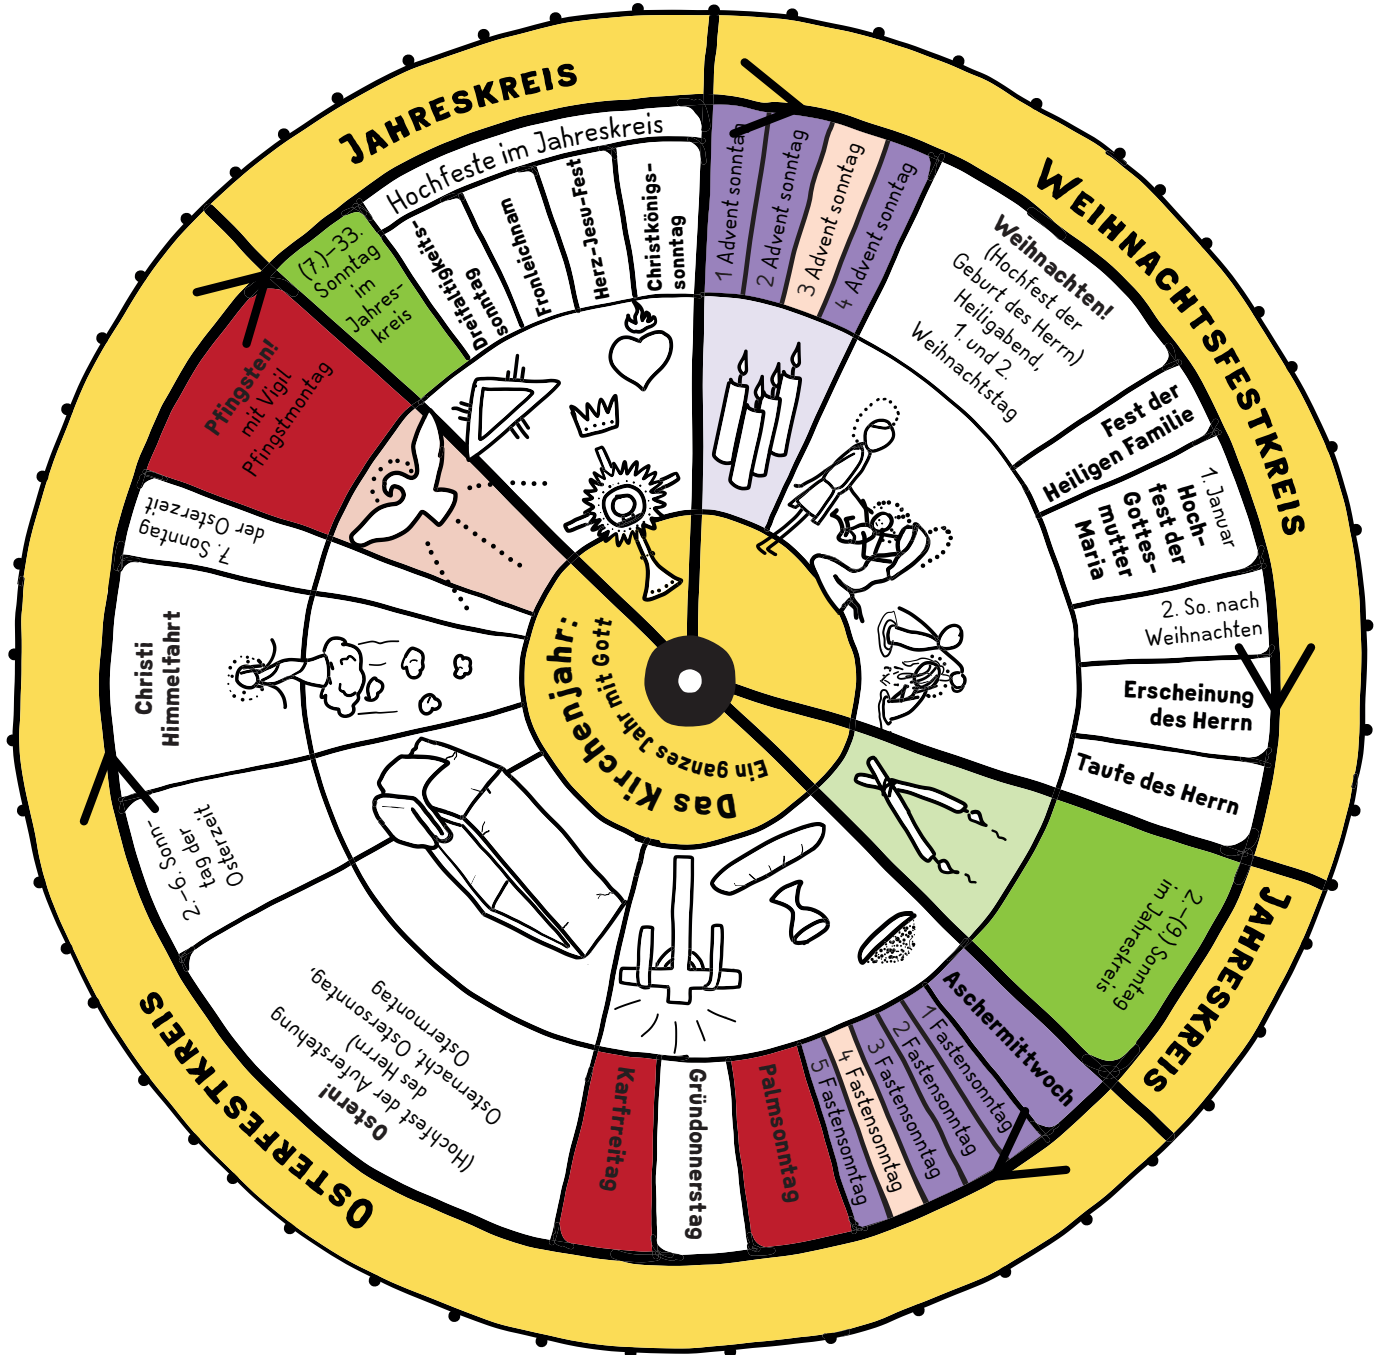 JAHRESKREIS
WEIHNACHTSFESTKREIS
JAHRESKREIS
OSTERFESTKREIS
1 Advent sonntag
2 Advent sonntag
3 Advent sonntag
4 Advent sonntag
Weihnachten!
(Hochfest der
Geburt des Herrn)
Heiligabend,
1. und 2.
Weihnachtstag
Fest der
Heiligen Familie
1. Januar
Hoch-
fest der
Gottes-
mutter
Maria
2. So. nach
Weihnachten
Erscheinung
des Herrn
Taufe des Herrn
2.-(9.) Sonntag
im Jahreskreis
Aschermittwoch
1 Fastensonntag
2 Fastensonntag
3 Fastensonntag
4 Fastensonntag
5 Fastensonntag
Palmsonntag
Gründonnerstag
Karfreitag
Ostern!
(Hochfest der Auferstehung
des Herrn)
Osternacht, Ostersonntag,
Ostermontag
2.-6. Sonn-
tag der
Osterzeit
Christi
Himmelfahrt
7. Sonntag
der Osterzeit
Pfingsten!
mit Vigil
Pfingstmontag
(7.)-33.
Sonntag
im
Jahres-
kreis
Hochfeste im Jahreskreis
Dreifaltigkeits-
sonntag
Fronleichnam
Herz-Jesu-Fest
Christkönigs-
sonntag
Das Kirchenjahr:
Ein ganzes Jahr mit Gott